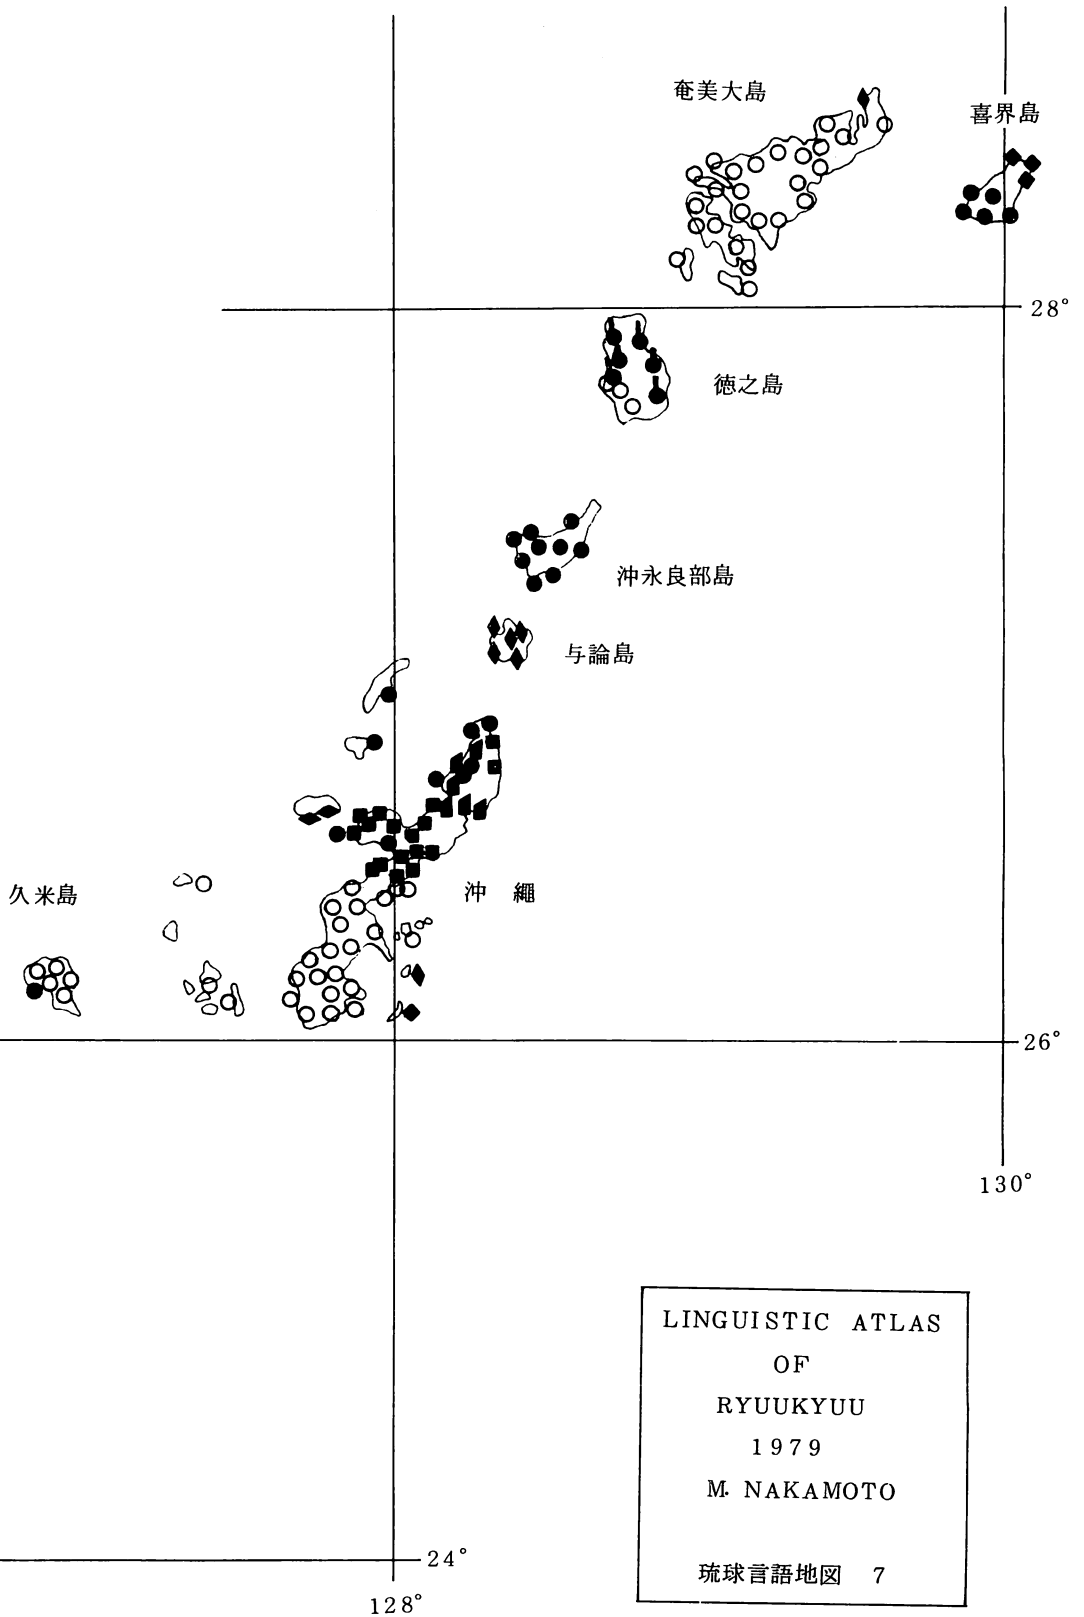 奄美大島
喜界島
28°
徳之島
沖永良部島
与論島
久米島
沖 繩
26°
130°
LINGUISTIC ATLAS
OF
RYUUKYUU
1979
M. NAKAMOTO
琉球言語地図 7
24°
128°